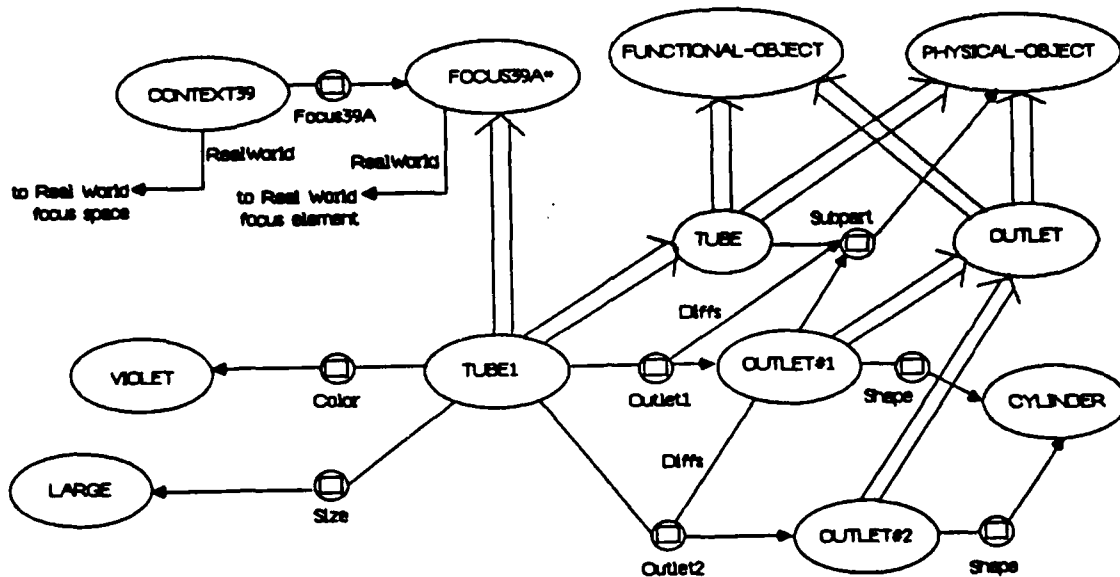 FUNCTIONAL-OBJECT
PHYSICAL-OBJECT
CONTEXT39
Focus39A
FOCUS39A*
RealWorld
RealWorld
to Real World
focus space
to Real World
focus element
TUBE
Subpart
OUTLET
Diffs
VIOLET
Color
TUBE1
Outlet1
OUTLET#1
Shape
CYLINDER
Diffs
LARGE
Size
Outlet2
OUTLET#2
Shape